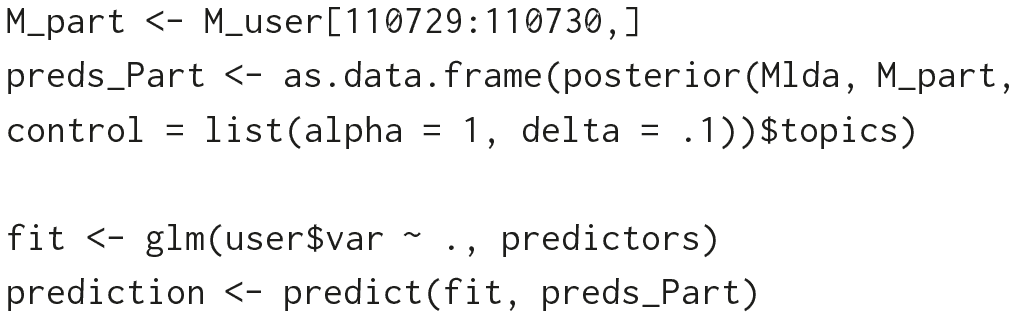 M_part <- M_user[110729:110730,]
preds_Part <- as.data.frame(posterior(Mlda, M_part,
control = list(alpha = 1, delta = .1))$topics)
fit <- glm(user$var ~ ., predictors)
prediction <- predict(fit, preds_Part)